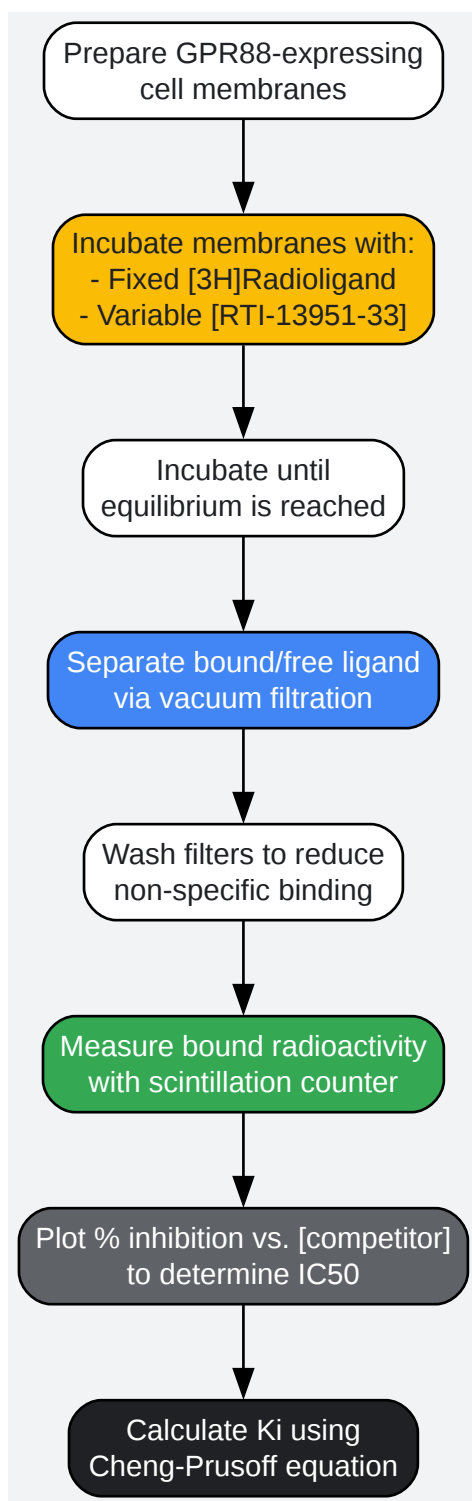 Prepare GPR88-expressing
cell membranes
Incubate membranes with:
- Fixed [3H]Radioligand
- Variable [RTI-13951-33]
Incubate until
equilibrium is reached
Separate bound/free ligand
via vacuum filtration
Wash filters to reduce
non-specific binding
Measure bound radioactivity
with scintillation counter
Plot % inhibition vs. [competitor]
to determine IC50
Calculate Ki using
Cheng-Prusoff equation